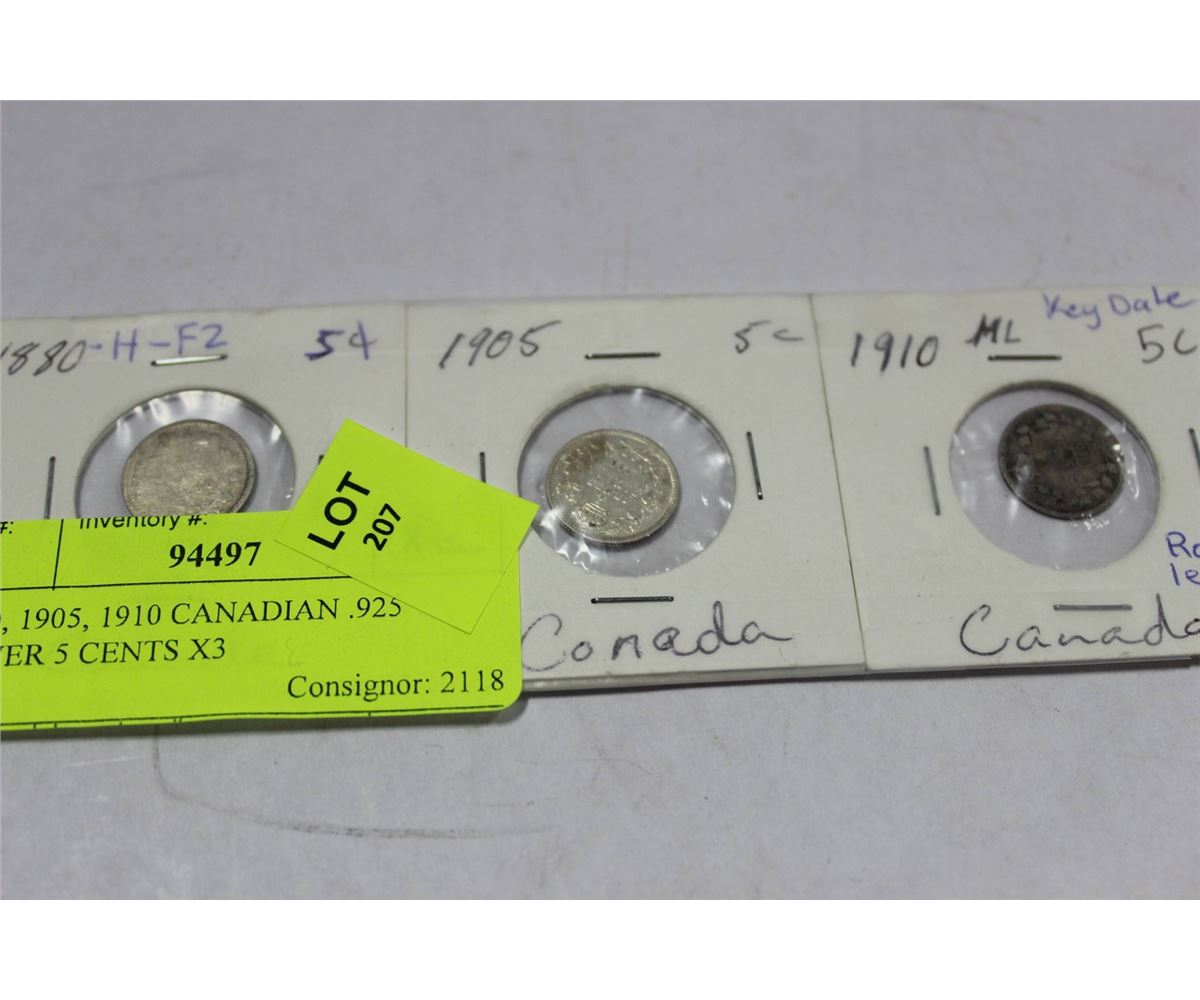 1880-H-F2 5¢
1905 5c
Canada
1910 ML Key Date
5c
Canada
LOT
207
#: Inventory #:
94497
, 1905, 1910 CANADIAN .925
VER 5 CENTS X3
Consignor: 2118